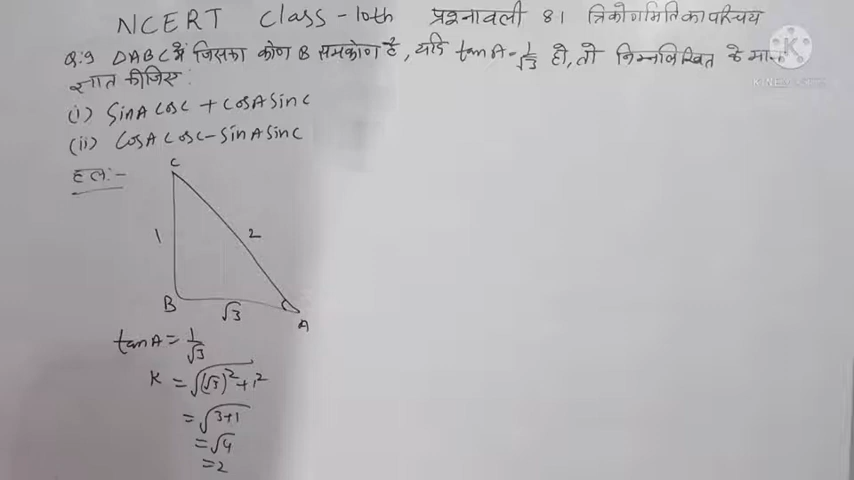 NCERT Class-10th प्रश्नावली 8.1 त्रिकोणमिति का परिचय
Q:9 ΔABC में जिसका कोण B समकोण है, यदि tanA = 1/√3 हो, तो निम्नलिखित के मान
ज्ञात कीजिए:
(i) SinA cosc + cosA sinc
(ii) cosA cosc - sinA sinc
हल:-
C
1
2
B
√3
A
tanA = 1/√3
K = √(√3)²+1²
= √3+1
= √4
= 2